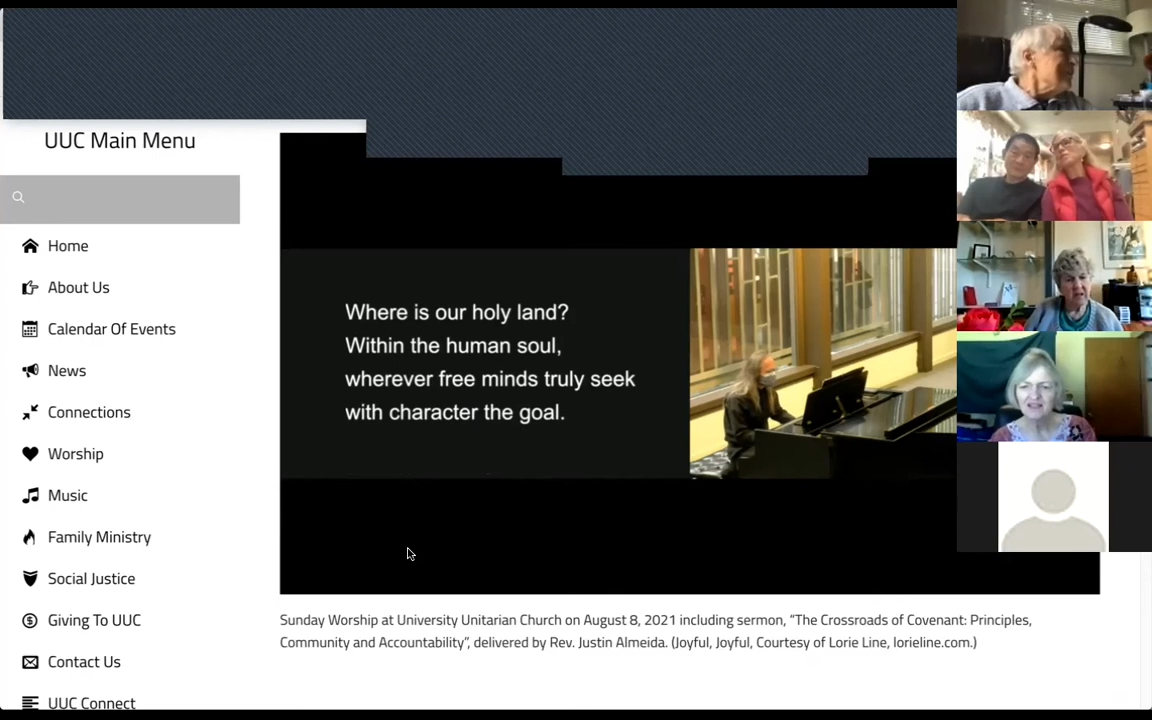 UUC Main Menu
Home
About Us
Calendar Of Events
News
Connections
Worship
Music
Family Ministry
Social Justice
Giving To UUC
Contact Us
UUC Connect
Where is our holy land?
Within the human soul,
wherever free minds truly seek
with character the goal.
Sunday Worship at University Unitarian Church on August 8, 2021 including sermon, “The Crossroads of Covenant: Principles,
Community and Accountability”, delivered by Rev. Justin Almeida. (Joyful, Joyful, Courtesy of Lorie Line, lorieline.com.)